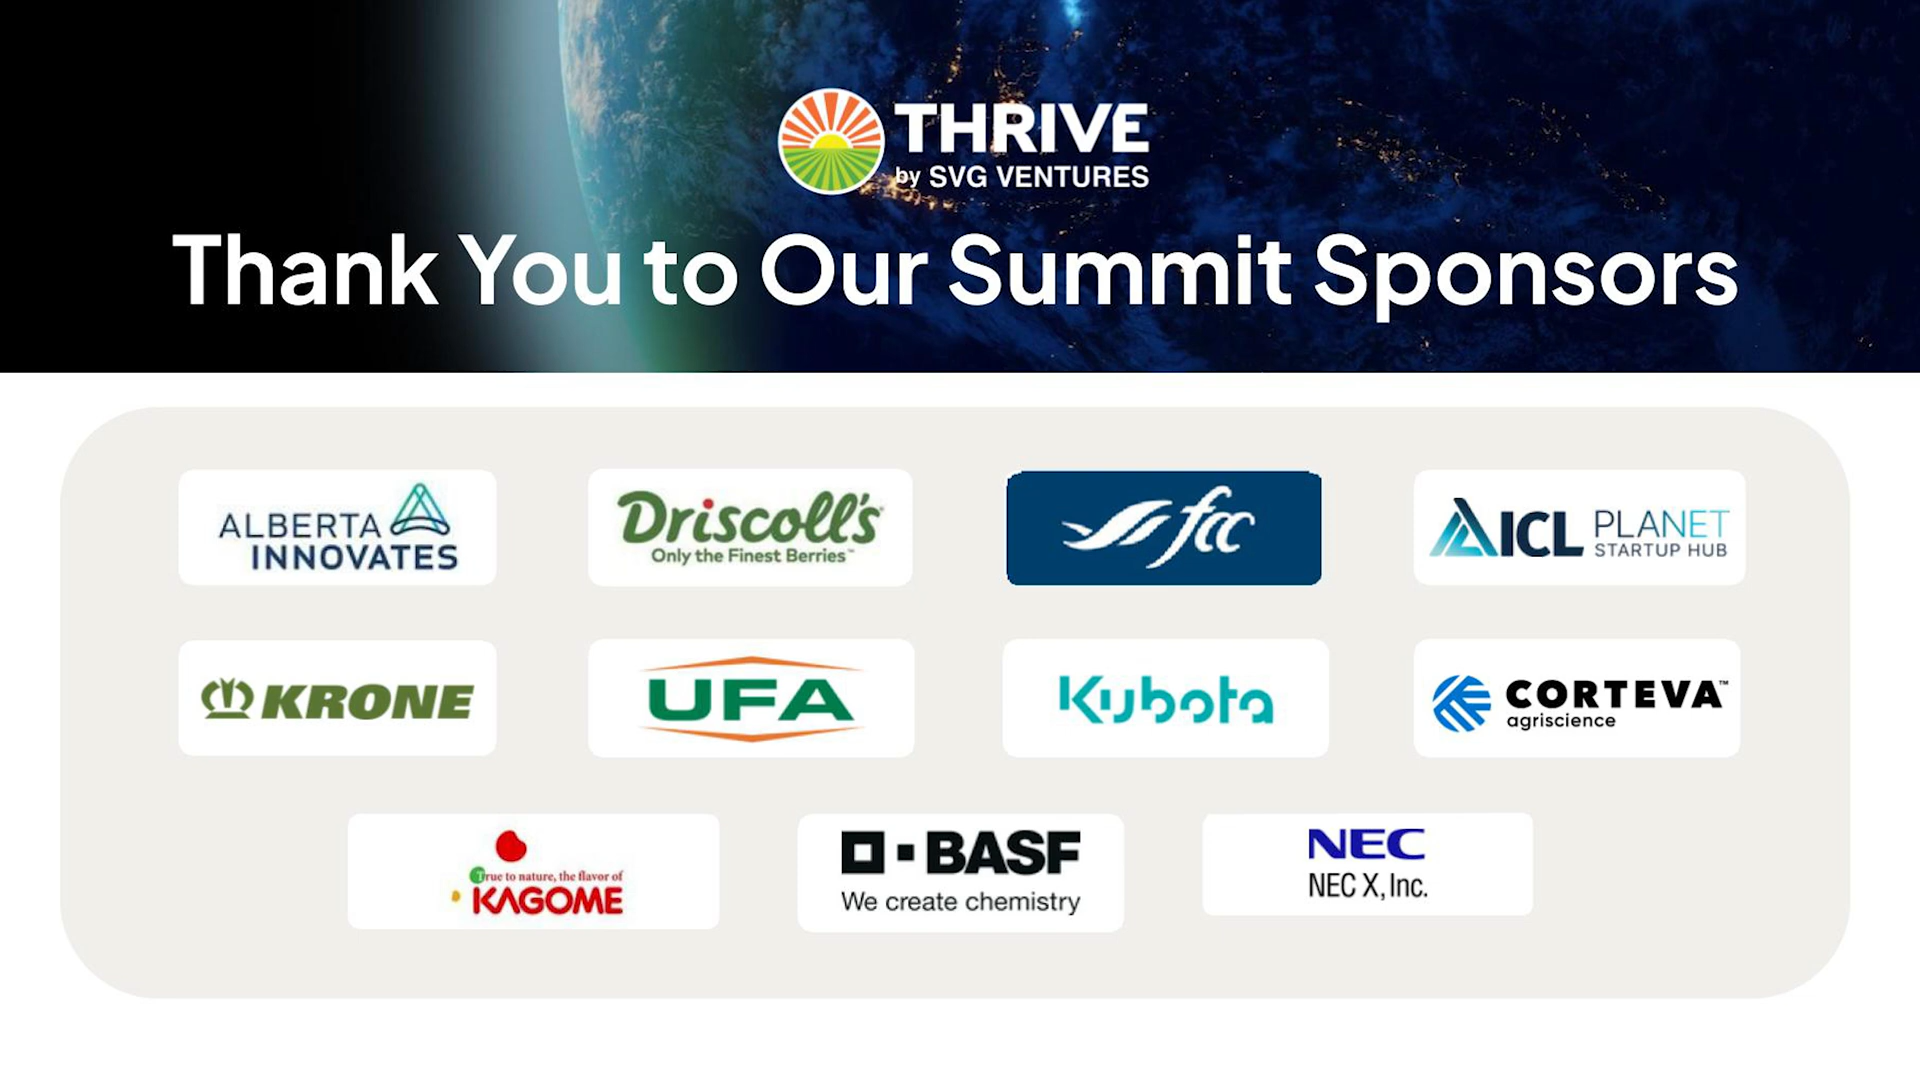 THRIVE
by SVG VENTURES
Thank You to Our Summit Sponsors
ALBERTA
INNOVATES
Driscoll's
Only the Finest Berries™
fcc
ICL PLANET
STARTUP HUB
KRONE
UFA
Kubota
CORTEVA™
agriscience
True to nature, the flavor of
KAGOME
BASF
We create chemistry
NEC
NEC X, Inc.